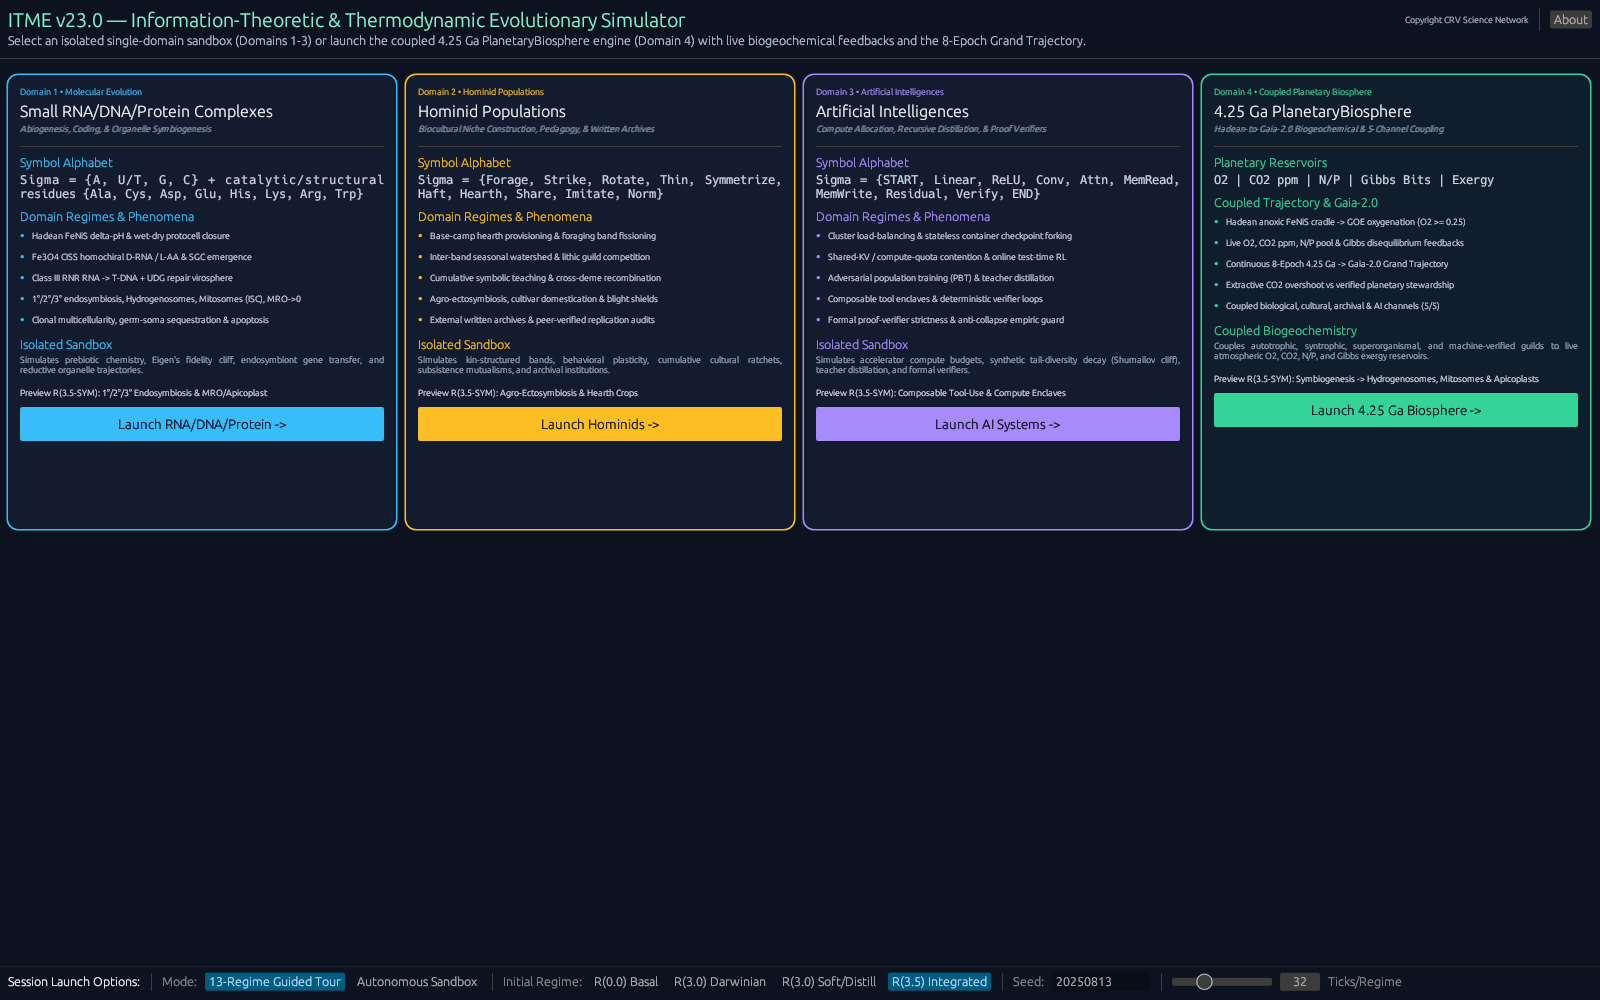 ITME v23.0 — Information-Theoretic & Thermodynamic Evolutionary Simulator
Copyright CRV Science Network
About
Select an isolated single-domain sandbox (Domains 1-3) or launch the coupled 4.25 Ga PlanetaryBiosphere engine (Domain 4) with live biogeochemical feedbacks and the 8-Epoch Grand Trajectory.
Domain 1 • Molecular Evolution
Small RNA/DNA/Protein Complexes
Abiogenesis, Coding, & Organelle Symbiogenesis
Symbol Alphabet
Sigma = {A, U/T, G, C} + catalytic/structural
residues {Ala, Cys, Asp, Glu, His, Lys, Arg, Trp}
Domain Regimes & Phenomena
• Hadean FeNiS delta-pH & wet-dry protocell closure
• Fe3O4 CISS homochiral D-RNA / L-AA & SGC emergence
• Class III RNR RNA -> T-DNA + UDG repair virosphere
• 1°/2°/3° endosymbiosis, Hydrogenosomes, Mitosomes (ISC), MRO->0
• Clonal multicellularity, germ-soma sequestration & apoptosis
Isolated Sandbox
Simulates prebiotic chemistry, Eigen's fidelity cliff, endosymbiont gene transfer, and
reductive organelle trajectories.
Preview R(3.5-SYM): 1°/2°/3° Endosymbiosis & MRO/Apicoplast
Launch RNA/DNA/Protein ->
Domain 2 • Hominid Populations
Hominid Populations
Biocultural Niche Construction, Pedagogy, & Written Archives
Symbol Alphabet
Sigma = {Forage, Strike, Rotate, Thin, Symmetrize,
Haft, Hearth, Share, Imitate, Norm}
Domain Regimes & Phenomena
• Base-camp hearth provisioning & foraging band fissioning
• Inter-band seasonal watershed & lithic guild competition
• Cumulative symbolic teaching & cross-deme recombination
• Agro-ectosymbiosis, cultivar domestication & blight shields
• External written archives & peer-verified replication audits
Isolated Sandbox
Simulates kin-structured bands, behavioral plasticity, cumulative cultural ratchets,
subsistence mutualisms, and archival institutions.
Preview R(3.5-SYM): Agro-Ectosymbiosis & Hearth Crops
Launch Hominids ->
Domain 3 • Artificial Intelligences
Artificial Intelligences
Compute Allocation, Recursive Distillation, & Proof Verifiers
Symbol Alphabet
Sigma = {START, Linear, ReLU, Conv, Attn, MemRead,
MemWrite, Residual, Verify, END}
Domain Regimes & Phenomena
• Cluster load-balancing & stateless container checkpoint forking
• Shared-KV / compute-quota contention & online test-time RL
• Adversarial population training (PBT) & teacher distillation
• Composable tool enclaves & deterministic verifier loops
• Formal proof-verifier strictness & anti-collapse empiric guard
Isolated Sandbox
Simulates accelerator compute budgets, synthetic tail-diversity decay (Shumailov cliff),
teacher distillation, and formal verifiers.
Preview R(3.5-SYM): Composable Tool-Use & Compute Enclaves
Launch AI Systems ->
Domain 4 • Coupled Planetary Biosphere
4.25 Ga PlanetaryBiosphere
Hadean-to-Gaia-2.0 Biogeochemical & 5-Channel Coupling
Planetary Reservoirs
O2 | CO2 ppm | N/P | Gibbs Bits | Exergy
Coupled Trajectory & Gaia-2.0
• Hadean anoxic FeNiS cradle -> GOE oxygenation (O2 >= 0.25)
• Live O2, CO2 ppm, N/P pool & Gibbs disequilibrium feedbacks
• Continuous 8-Epoch 4.25 Ga -> Gaia-2.0 Grand Trajectory
• Extractive CO2 overshoot vs verified planetary stewardship
• Coupled biological, cultural, archival & AI channels (5/5)
Coupled Biogeochemistry
Couples autotrophic, syntrophic, superorganismal, and machine-verified guilds to live
atmospheric O2, CO2, N/P, and Gibbs exergy reservoirs.
Preview R(3.5-SYM): Symbiogenesis -> Hydrogenosomes, Mitosomes & Apicoplasts
Launch 4.25 Ga Biosphere ->
Session Launch Options: Mode: 13-Regime Guided Tour Autonomous Sandbox Initial Regime: R(0.0) Basal R(3.0) Darwinian R(3.0) Soft/Distill R(3.5) Integrated Seed: 20250813 32 Ticks/Regime